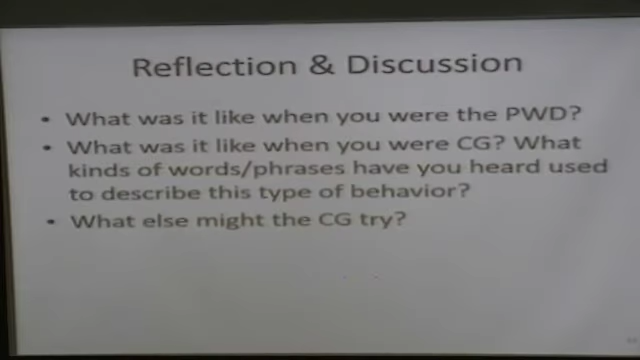 Reflection & Discussion
• What was it like when you were the PWD?
• What was it like when you were CG? What
kinds of words/phrases have you heard used
to describe this type of behavior?
• What else might the CG try?